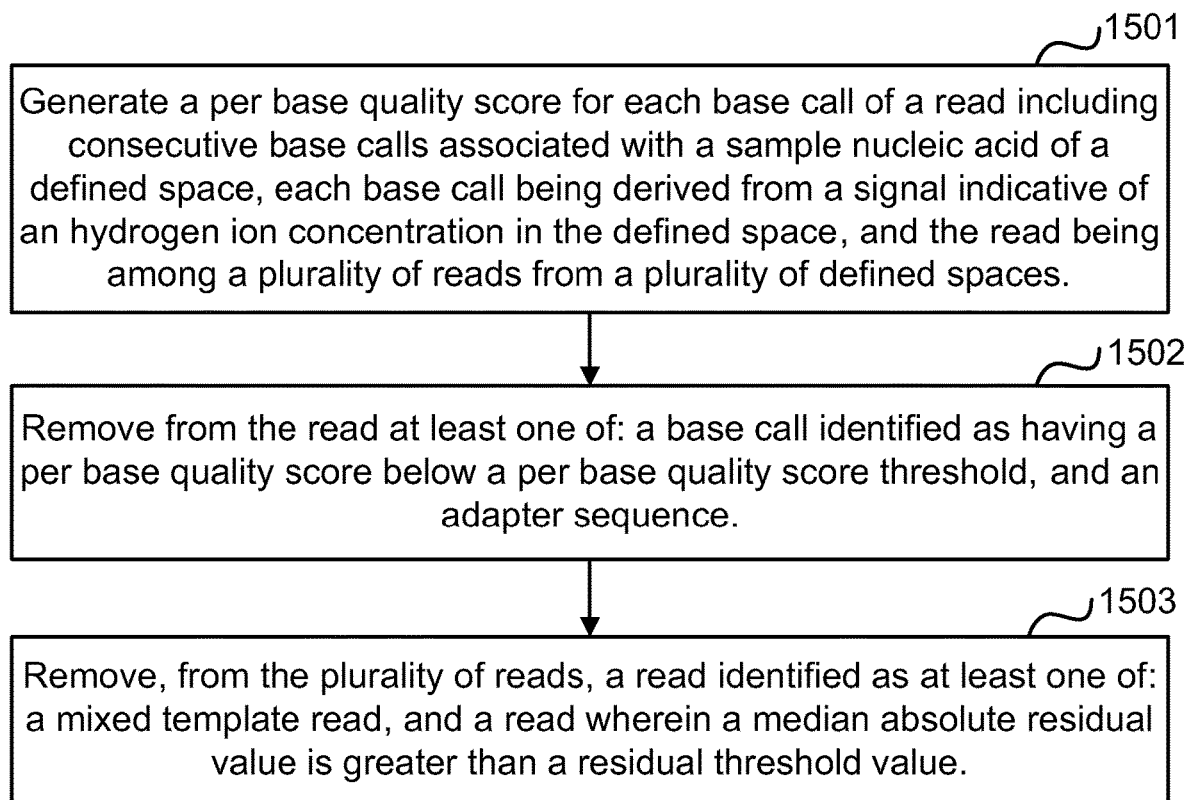 1501
Generate a per base quality score for each base call of a read including
consecutive base calls associated with a sample nucleic acid of a
defined space, each base call being derived from a signal indicative of
an hydrogen ion concentration in the defined space, and the read being
among a plurality of reads from a plurality of defined spaces.
1502
Remove from the read at least one of: a base call identified as having a
per base quality score below a per base quality score threshold, and an
adapter sequence.
1503
Remove, from the plurality of reads, a read identified as at least one of:
a mixed template read, and a read wherein a median absolute residual
value is greater than a residual threshold value.